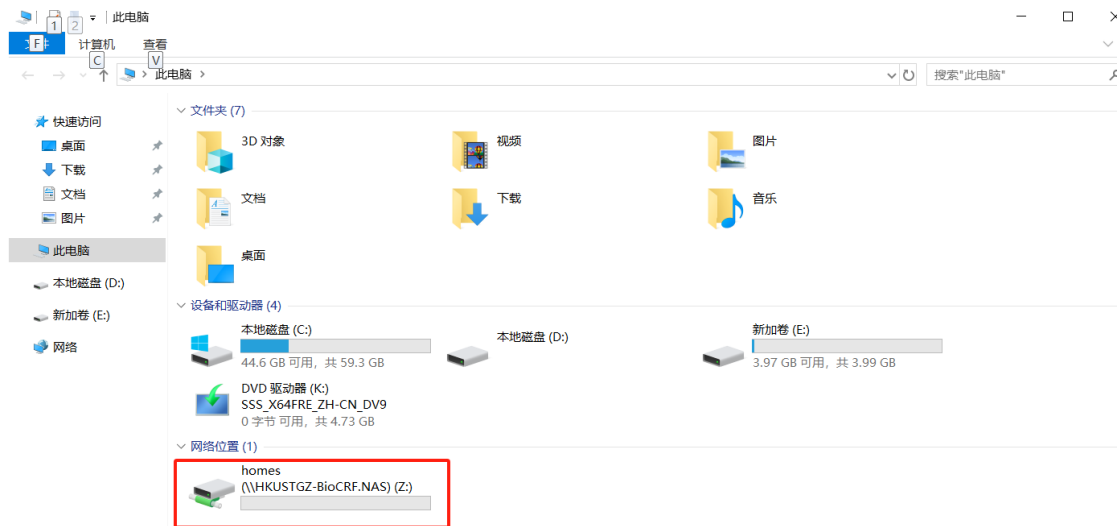 1 2 此电脑
文件 F 计算机 查看
C V
此电脑 搜索"此电脑"
快速访问
桌面
下载
文档
图片
此电脑
本地磁盘 (D:)
新加卷 (E:)
网络
文件夹 (7)
3D 对象
视频
图片
文档
下载
音乐
桌面
设备和驱动器 (4)
本地磁盘 (C:)
44.6 GB 可用，共 59.3 GB
本地磁盘 (D:)
新加卷 (E:)
3.97 GB 可用，共 3.99 GB
DVD 驱动器 (K:)
SSS_X64FRE_ZH-CN_DV9
0 字节 可用，共 4.73 GB
网络位置 (1)
homes
(\\HKUSTGZ-BioCRF.NAS) (Z:)